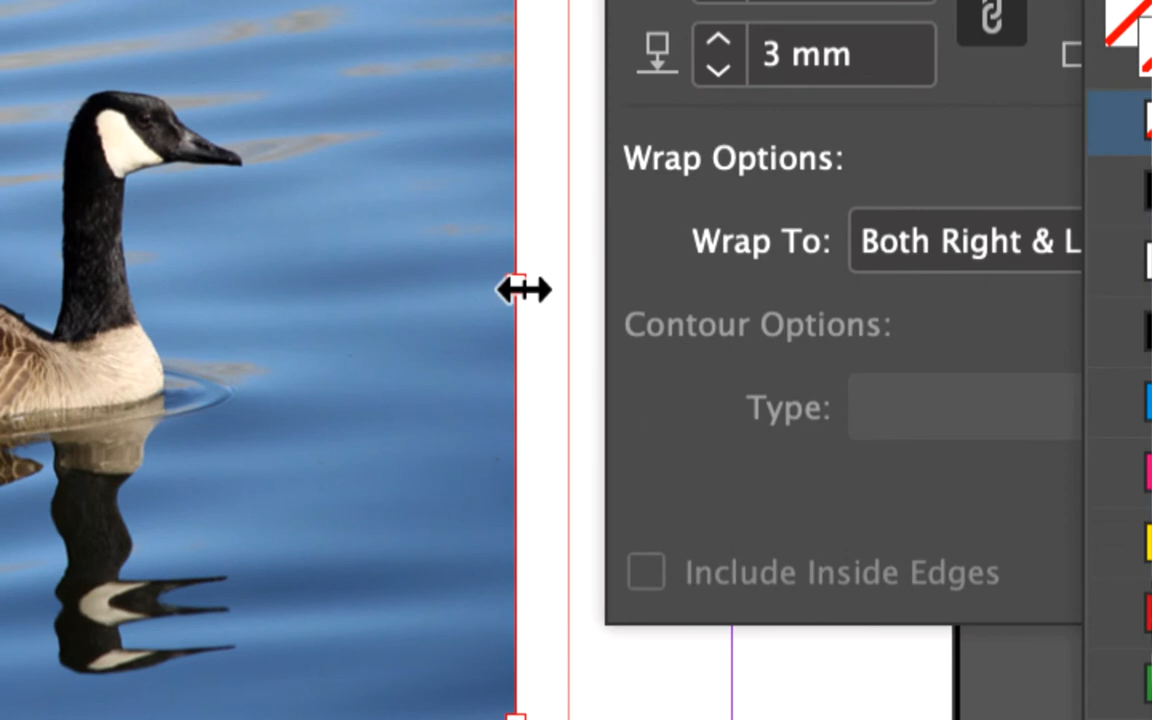 3 mm
Wrap Options:
Wrap To: Both Right & L
Contour Options:
Type:
Include Inside Edges